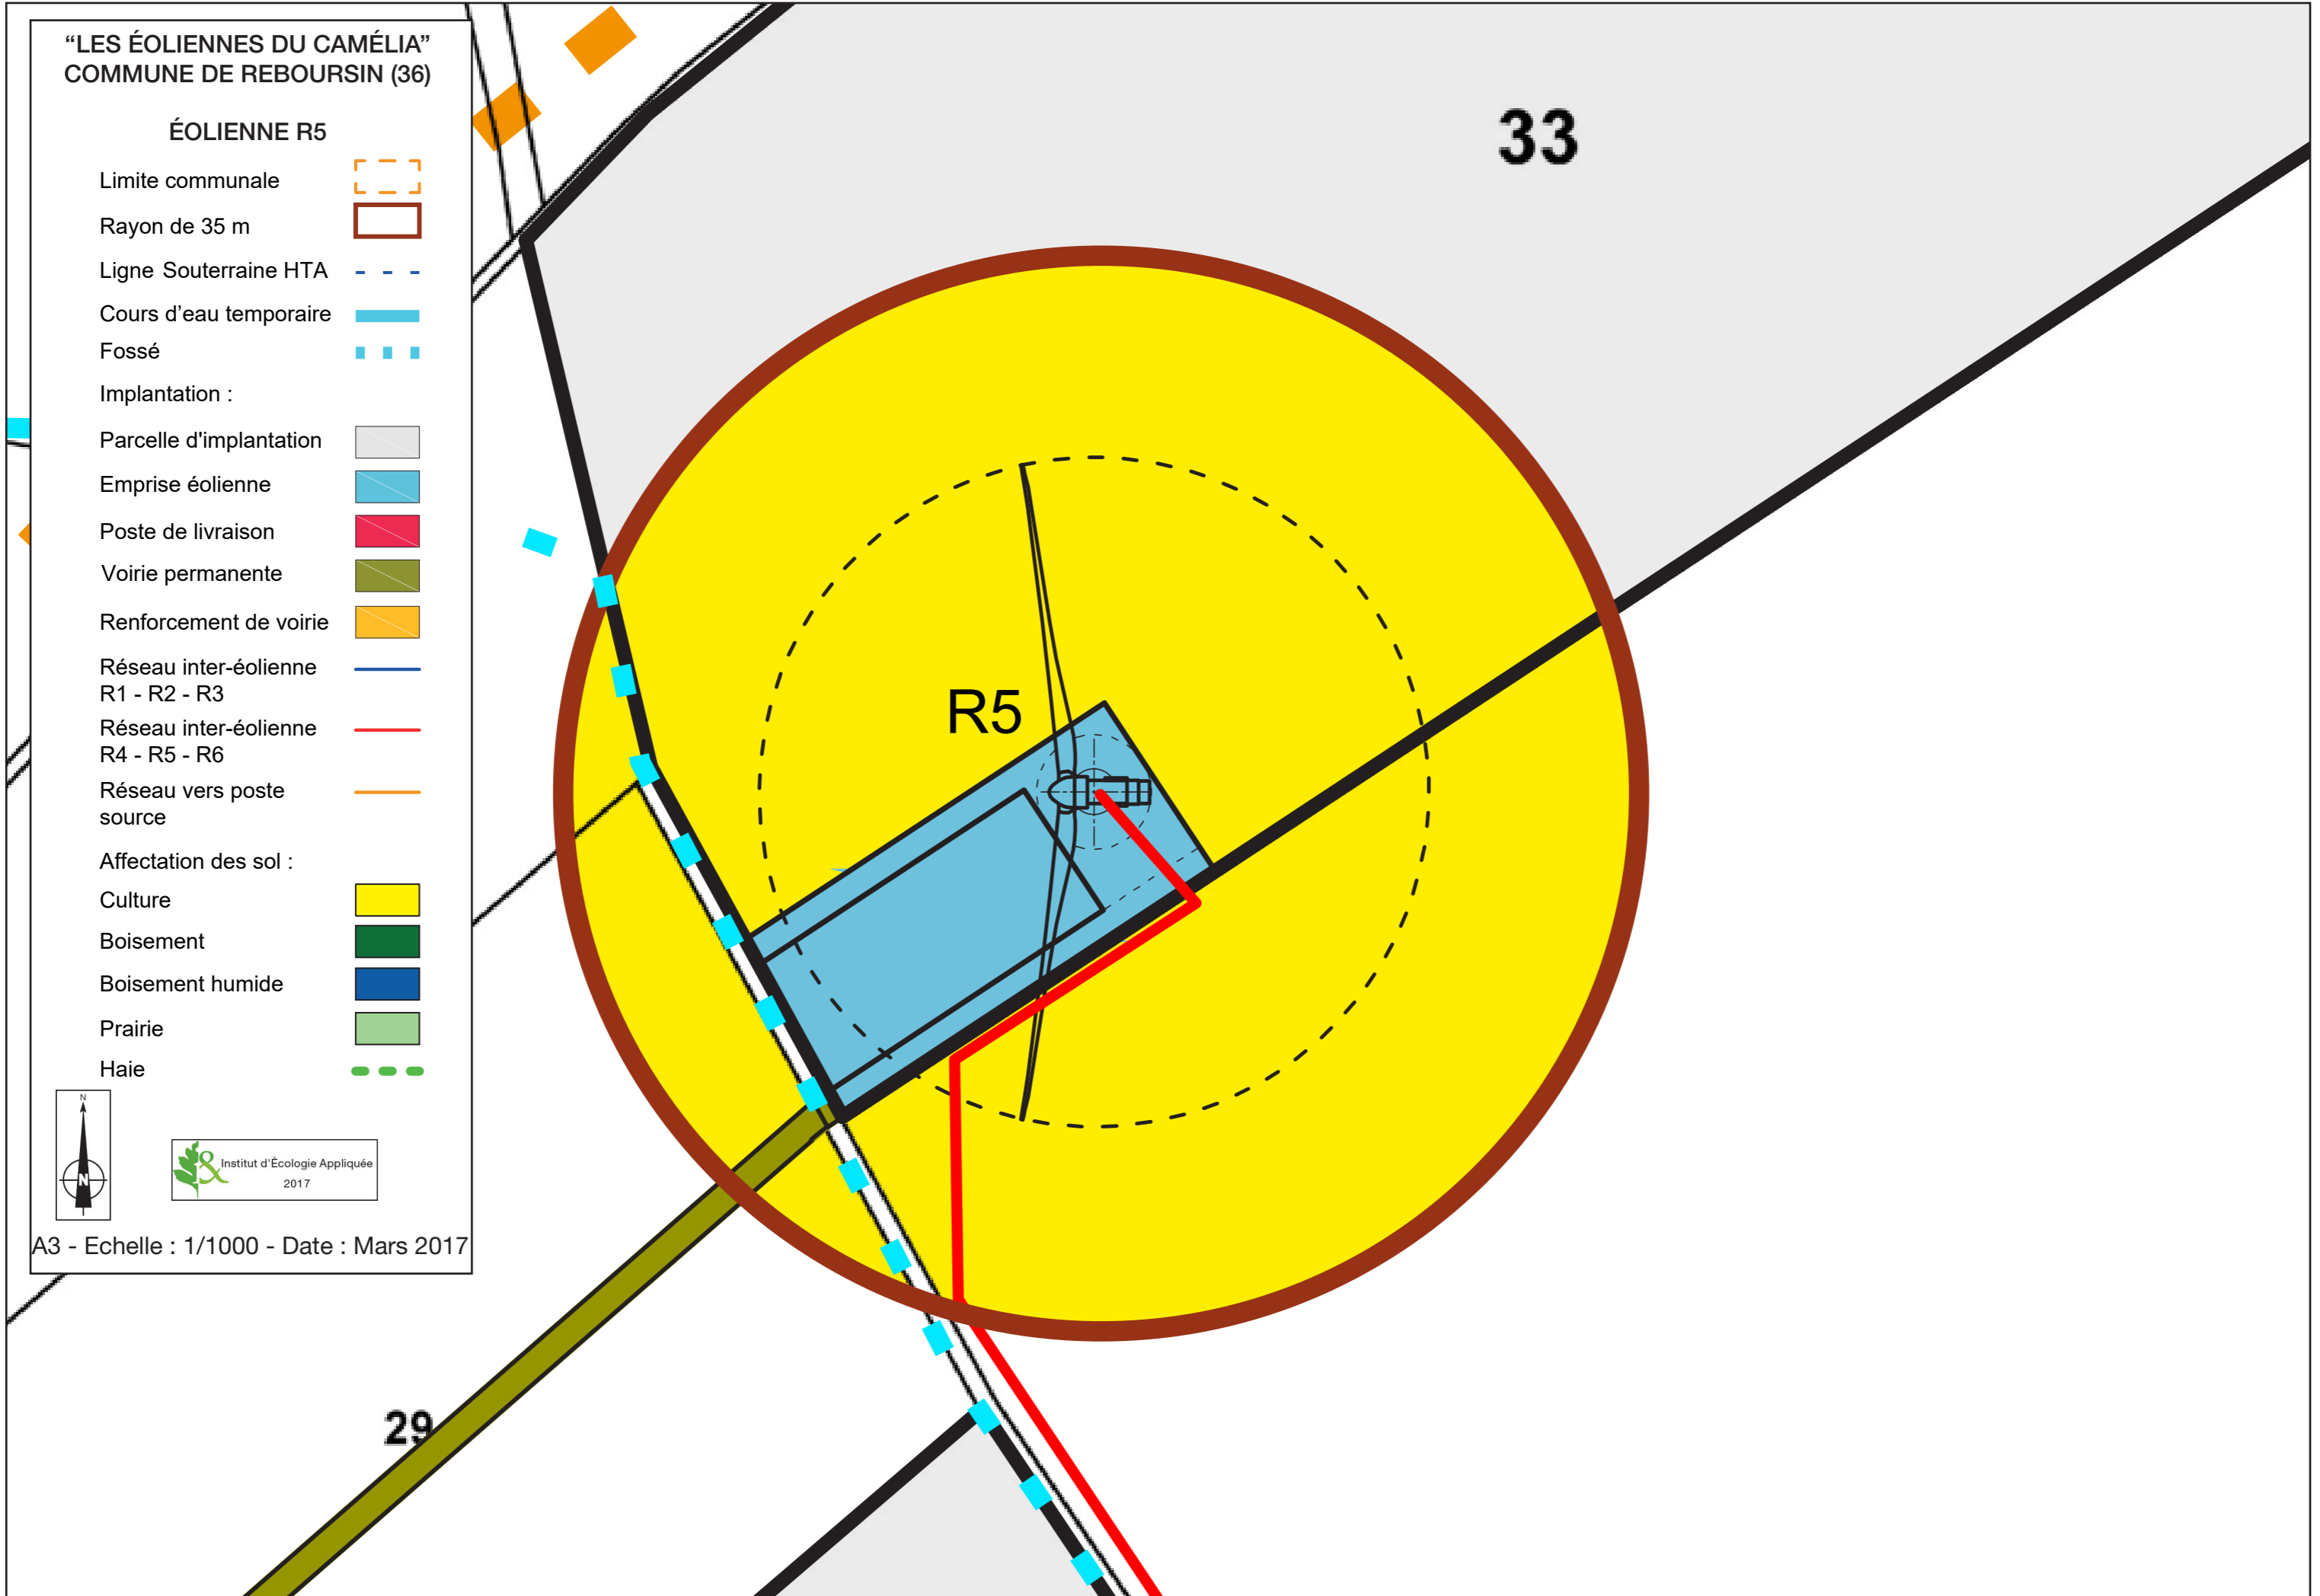 “LES ÉOLIENNES DU CAMÉLIA”
COMMUNE DE REBOURSIN (36)
ÉOLIENNE R5
Limite communale
Rayon de 35 m
Ligne Souterraine HTA
Cours d’eau temporaire
Fossé
Implantation :
Parcelle d'implantation
Emprise éolienne
Poste de livraison
Voirie permanente
Renforcement de voirie
Réseau inter-éolienne
R1 - R2 - R3
Réseau inter-éolienne
R4 - R5 - R6
Réseau vers poste
source
Affectation des sol :
Culture
Boisement
Boisement humide
Prairie
Haie
N
N
&
Institut d'Écologie Appliquée
2017
A3 - Echelle : 1/1000 - Date : Mars 2017
33
R5
29